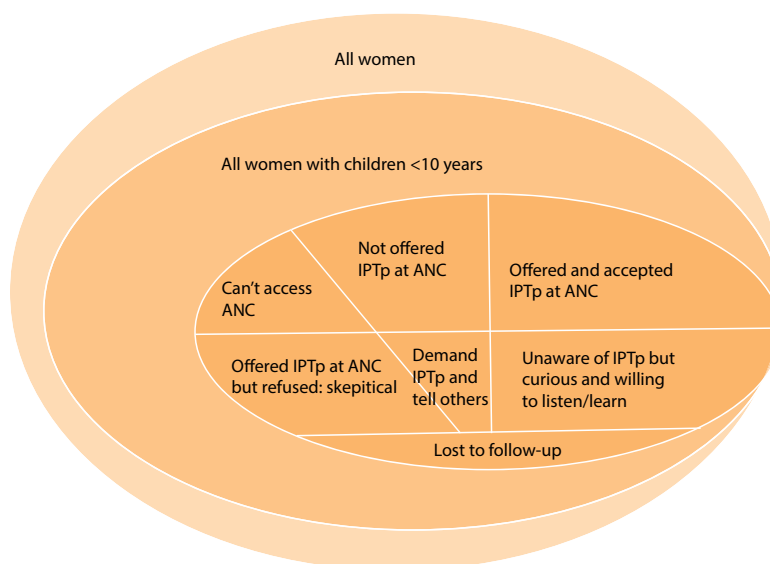 All women
All women with children <10 years
Not offered
IPTp at ANC
Offered and accepted
IPTp at ANC
Can't access
ANC
Offered IPTp at ANC
but refused: skepitical
Demand
IPTp and
tell others
Unaware of IPTp but
curious and willing
to listen/learn
Lost to follow-up